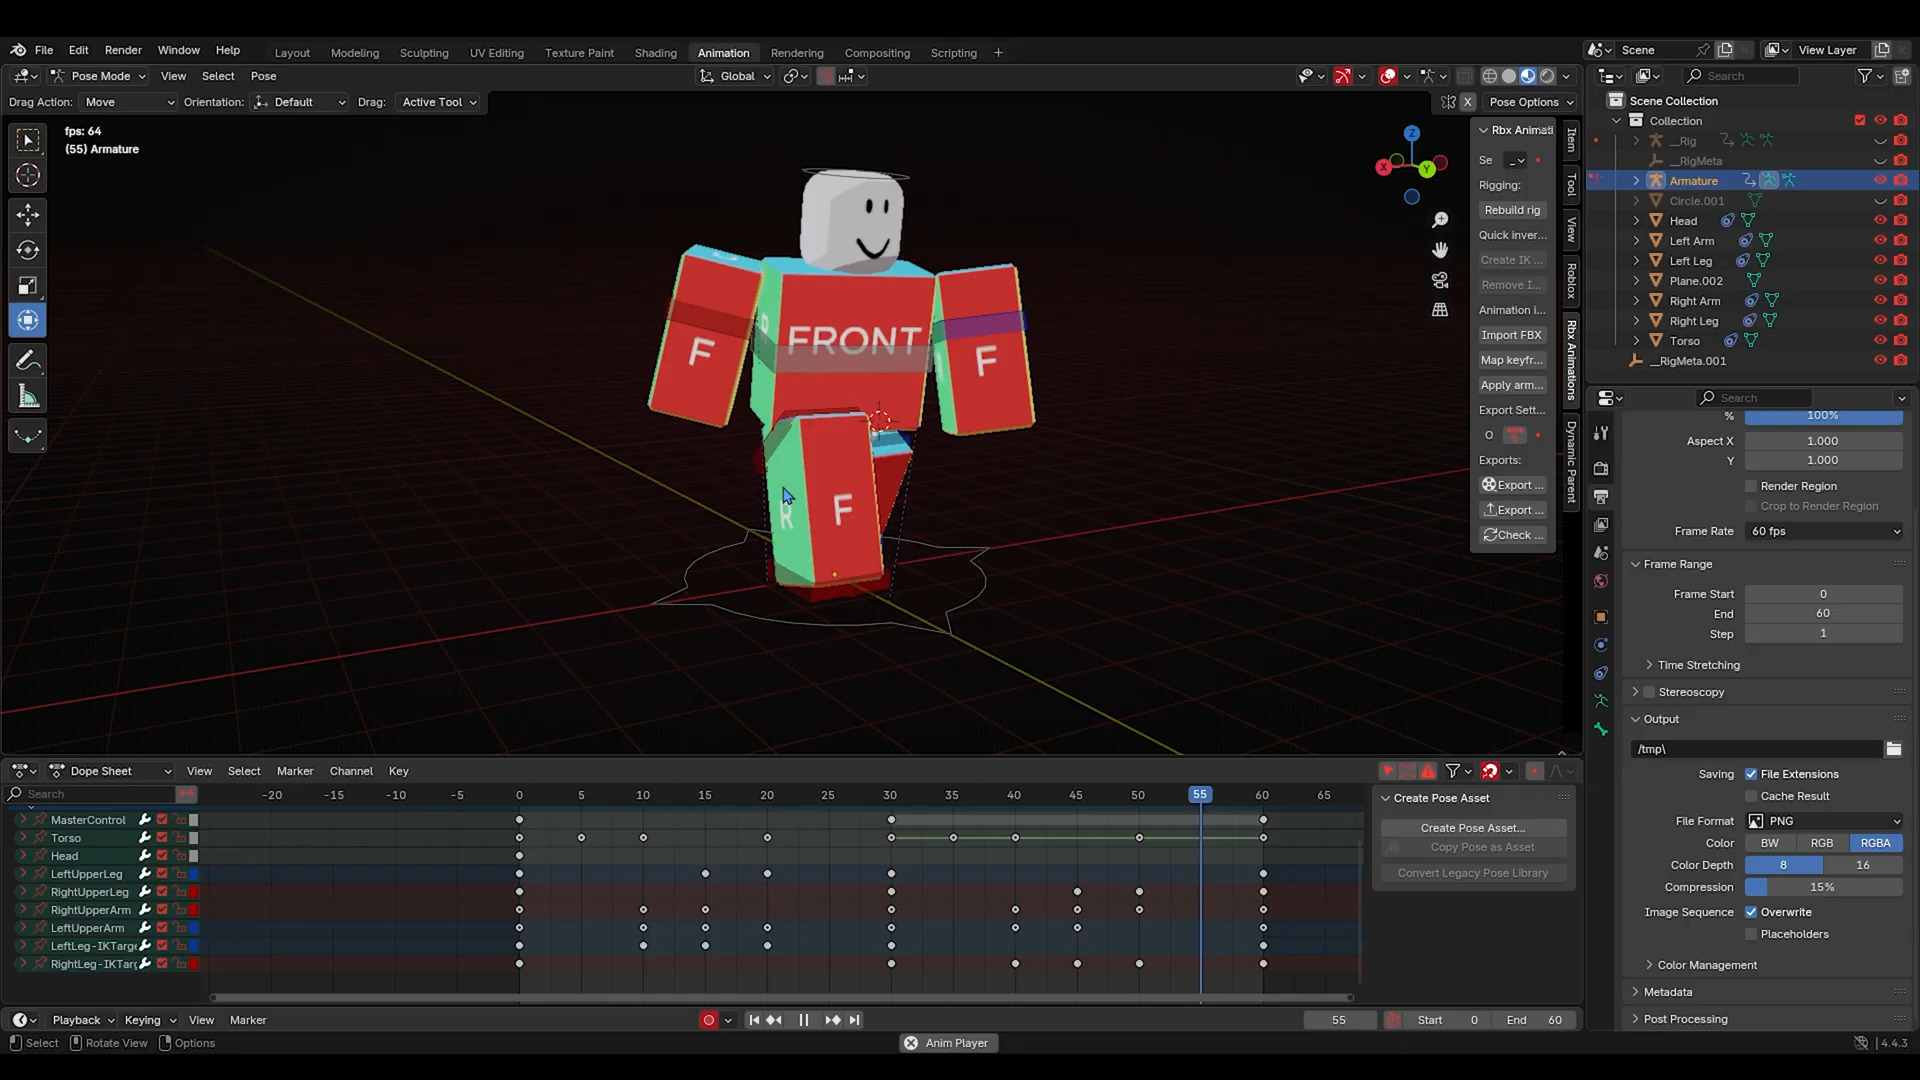 File Edit Render Window Help Layout Modeling Sculpting UV Editing Texture Paint Shading Animation Rendering Compositing Scripting + Scene View Layer
Pose Mode View Select Pose Global Search
Drag Action: Move Orientation: Default Drag: Active Tool X Pose Options
fps: 64
(55) Armature
Z
X
Y
Rbx Animati
Se
Rigging:
Rebuild rig
Quick inver...
Create IK ...
Remove I...
Animation i...
Import FBX
Map keyfr...
Apply arm...
Export Sett...
O
Exports:
Export ...
Export ...
Check ...
Item
Tool
View
Roblox
Rbx Animations
Dynamic Parent
FRONT
F
F
R
F
Scene Collection
Collection
__Rig
__RigMeta
Armature
Circle.001
Head
Left Arm
Left Leg
Plane.002
Right Arm
Right Leg
Torso
__RigMeta.001
Search
% 100%
Aspect X 1.000
Y 1.000
Render Region
Crop to Render Region
Frame Rate 60 fps
Frame Range
Frame Start 0
End 60
Step 1
Time Stretching
Stereoscopy
Output
/tmp\
Saving File Extensions
Cache Result
File Format PNG
Color BW RGB RGBA
Color Depth 8 16
Compression 15%
Image Sequence Overwrite
Placeholders
Color Management
Metadata
Post Processing
Dope Sheet View Select Marker Channel Key
Search -20 -15 -10 -5 0 5 10 15 20 25 30 35 40 45 50 55 60 65
MasterControl
Torso
Head
LeftUpperLeg
RightUpperLeg
RightUpperArm
LeftUpperArm
LeftLeg-IKTarge
RightLeg-IKTarg
Create Pose Asset
Create Pose Asset...
Copy Pose as Asset
Convert Legacy Pose Library
Playback Keying View Marker 55 Start 0 End 60
Select Rotate View Options Anim Player 4.4.3